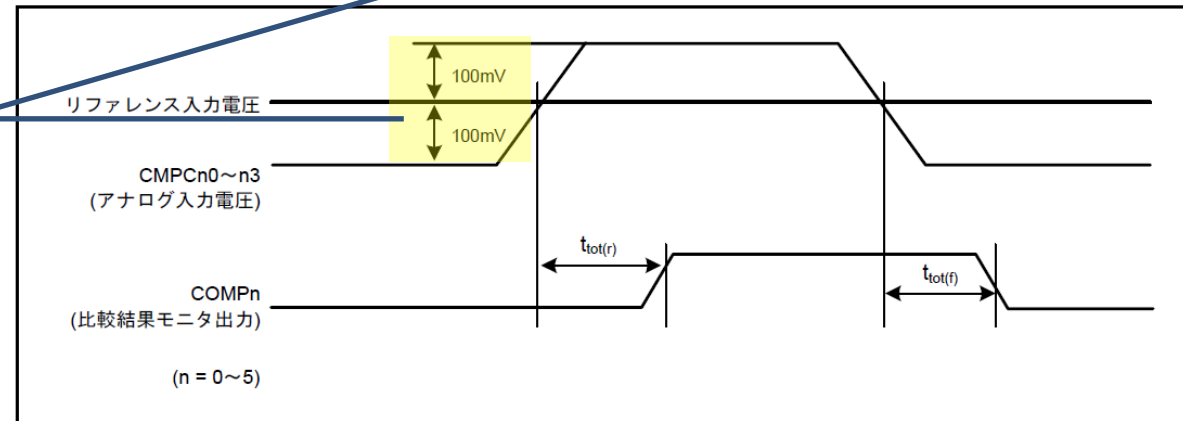 100mV
リファレンス入力電圧
100mV
CMPCn0～n3
(アナログ入力電圧)
ttot(r)
ttot(f)
COMPn
(比較結果モニタ出力)
(n = 0～5)